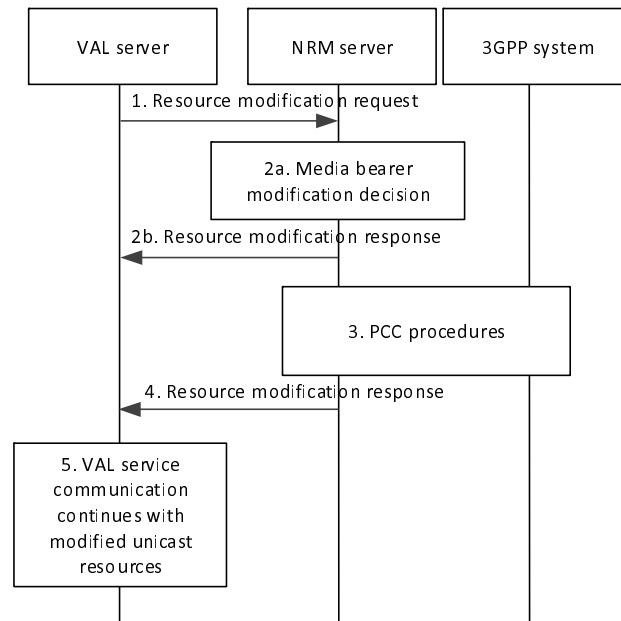 VAL server
NRM server
3GPP system
1. Resource modification request
2a. Media bearer
modification decision
2b. Resource modification response
3. PCC procedures
4. Resource modification response
5. VAL service
communication
continues with
modified unicast
resources